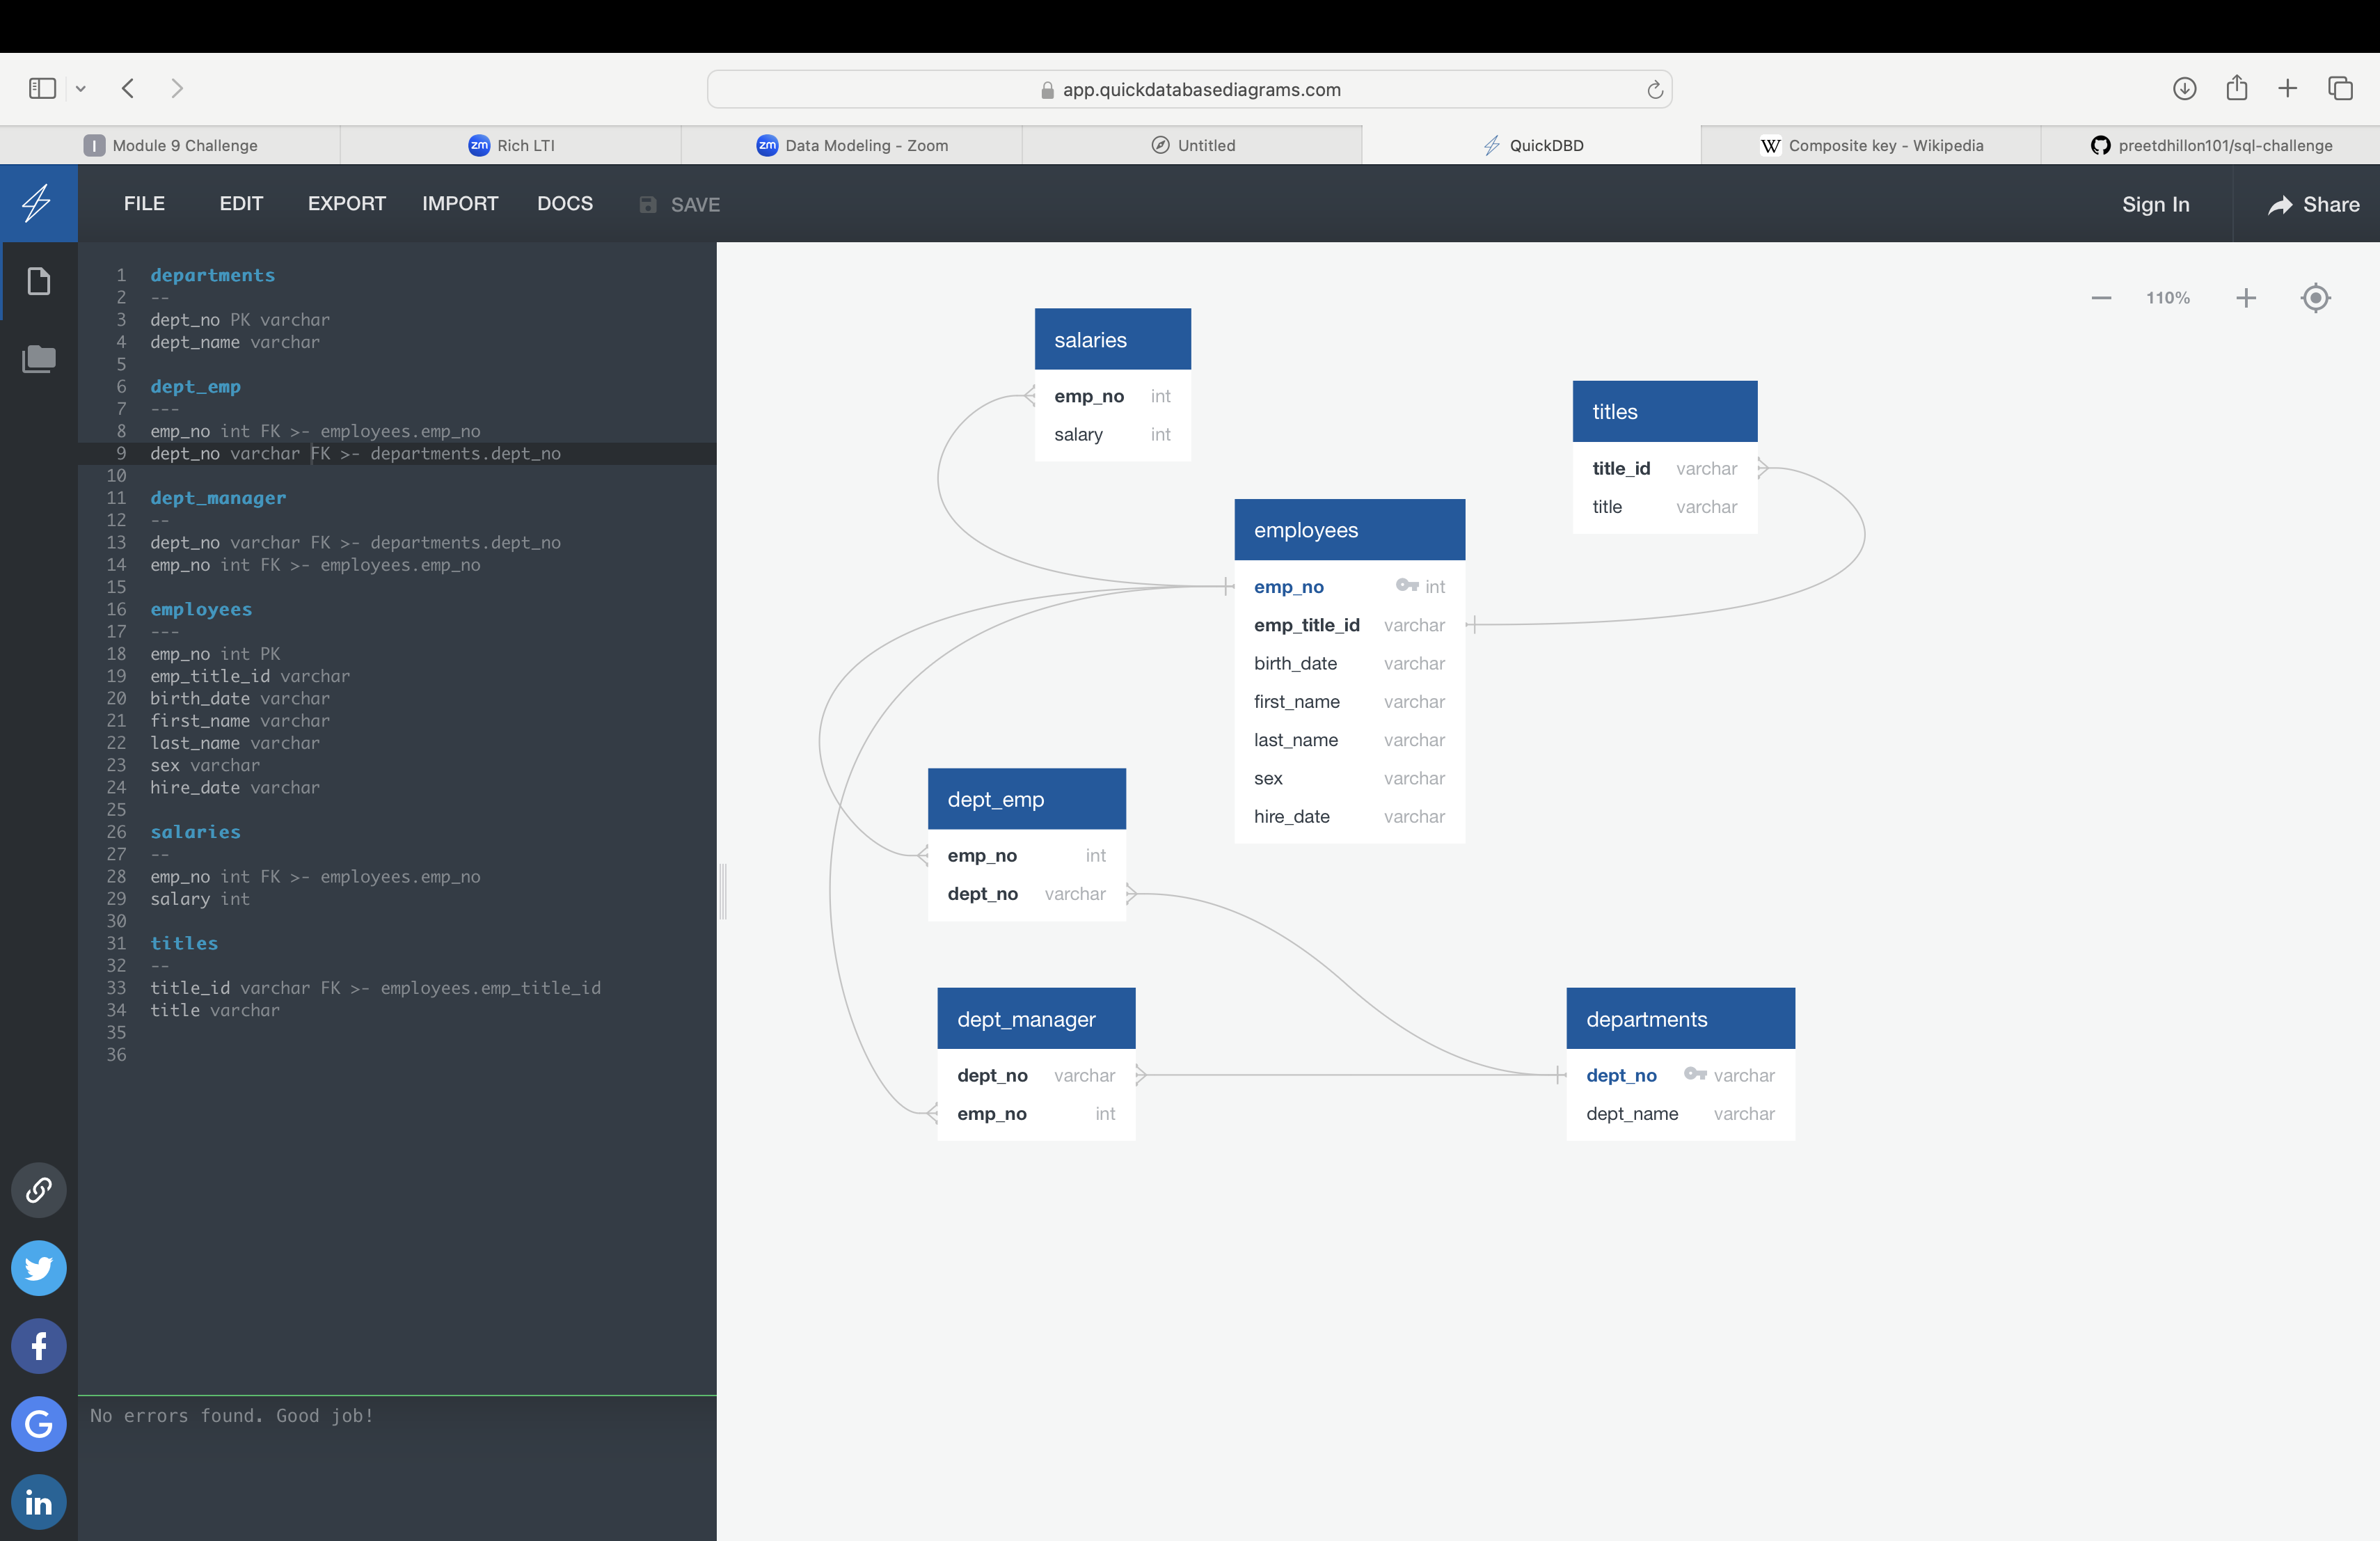 app.quickdatabasediagrams.com
Module 9 Challenge
zm Rich LTI
zm Data Modeling - Zoom
Untitled
QuickDBD
W Composite key - Wikipedia
preetdhillon101/sql-challenge
FILE EDIT EXPORT IMPORT DOCS SAVE Sign In Share
1 departments
2 --
3 dept_no PK varchar
4 dept_name varchar
5
6 dept_emp
7 ---
8 emp_no int FK >- employees.emp_no
9 dept_no varchar FK >- departments.dept_no
10
11 dept_manager
12 --
13 dept_no varchar FK >- departments.dept_no
14 emp_no int FK >- employees.emp_no
15
16 employees
17 ---
18 emp_no int PK
19 emp_title_id varchar
20 birth_date varchar
21 first_name varchar
22 last_name varchar
23 sex varchar
24 hire_date varchar
25
26 salaries
27 --
28 emp_no int FK >- employees.emp_no
29 salary int
30
31 titles
32 --
33 title_id varchar FK >- employees.emp_title_id
34 title varchar
35
36
No errors found. Good job!
110%
salaries
emp_no int
salary int
titles
title_id varchar
title varchar
employees
emp_no int
emp_title_id varchar
birth_date varchar
first_name varchar
last_name varchar
sex varchar
hire_date varchar
dept_emp
emp_no int
dept_no varchar
dept_manager
dept_no varchar
emp_no int
departments
dept_no varchar
dept_name varchar